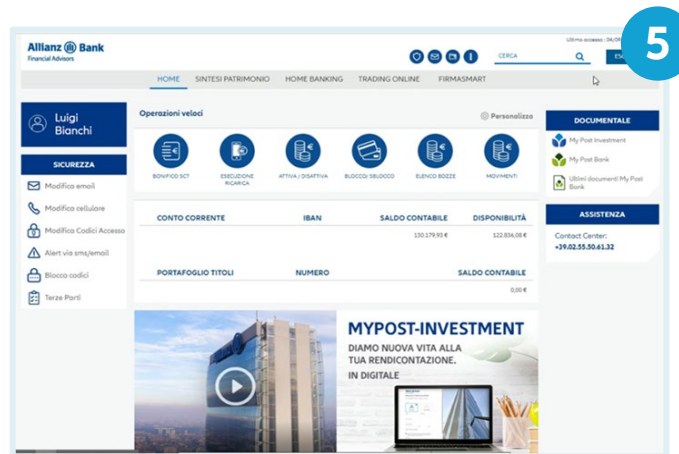 5
Allianz Bank
Financial Advisors
Ultimo accesso : 04/09
CERCA
HOME SINTESI PATRIMONIO HOME BANKING TRADING ONLINE FIRMASMART
Luigi
Bianchi
SICUREZZA
Modifica email
Modifica cellulare
Modifica Codici Accesso
Alert via sms/email
Blocca codici
Terze Parti
Operazioni veloci
Personalizza
BONIFICO SCT
ESECUZIONE
RICARICA
ATTIVA / DISATTIVA
BLOCCO/ SBLOCCO
ELENCO BOZZE
MOVIMENTI
CONTO CORRENTE IBAN SALDO CONTABILE DISPONIBILITÀ
130.179,93 € 122.836,08 €
PORTAFOGLIO TITOLI NUMERO SALDO CONTABILE
0,00 €
MYPOST-INVESTMENT
DIAMO NUOVA VITA ALLA
TUA RENDICONTAZIONE.
IN DIGITALE
DOCUMENTALE
My Post Investment
My Post Bank
Ultimi documenti My Post
Bank
ASSISTENZA
Contact Center:
+39.02.55.50.61.32